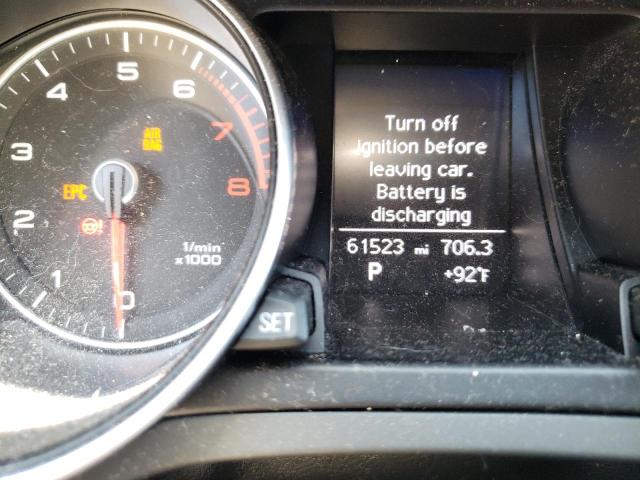 Turn off
ignition before
leaving car.
Battery is
discharging
61523 mi 706.3
P +92°F
5
4 6
3 7
2 8
1 0
AIR
BAG
EPC
1/min
x1000
SET